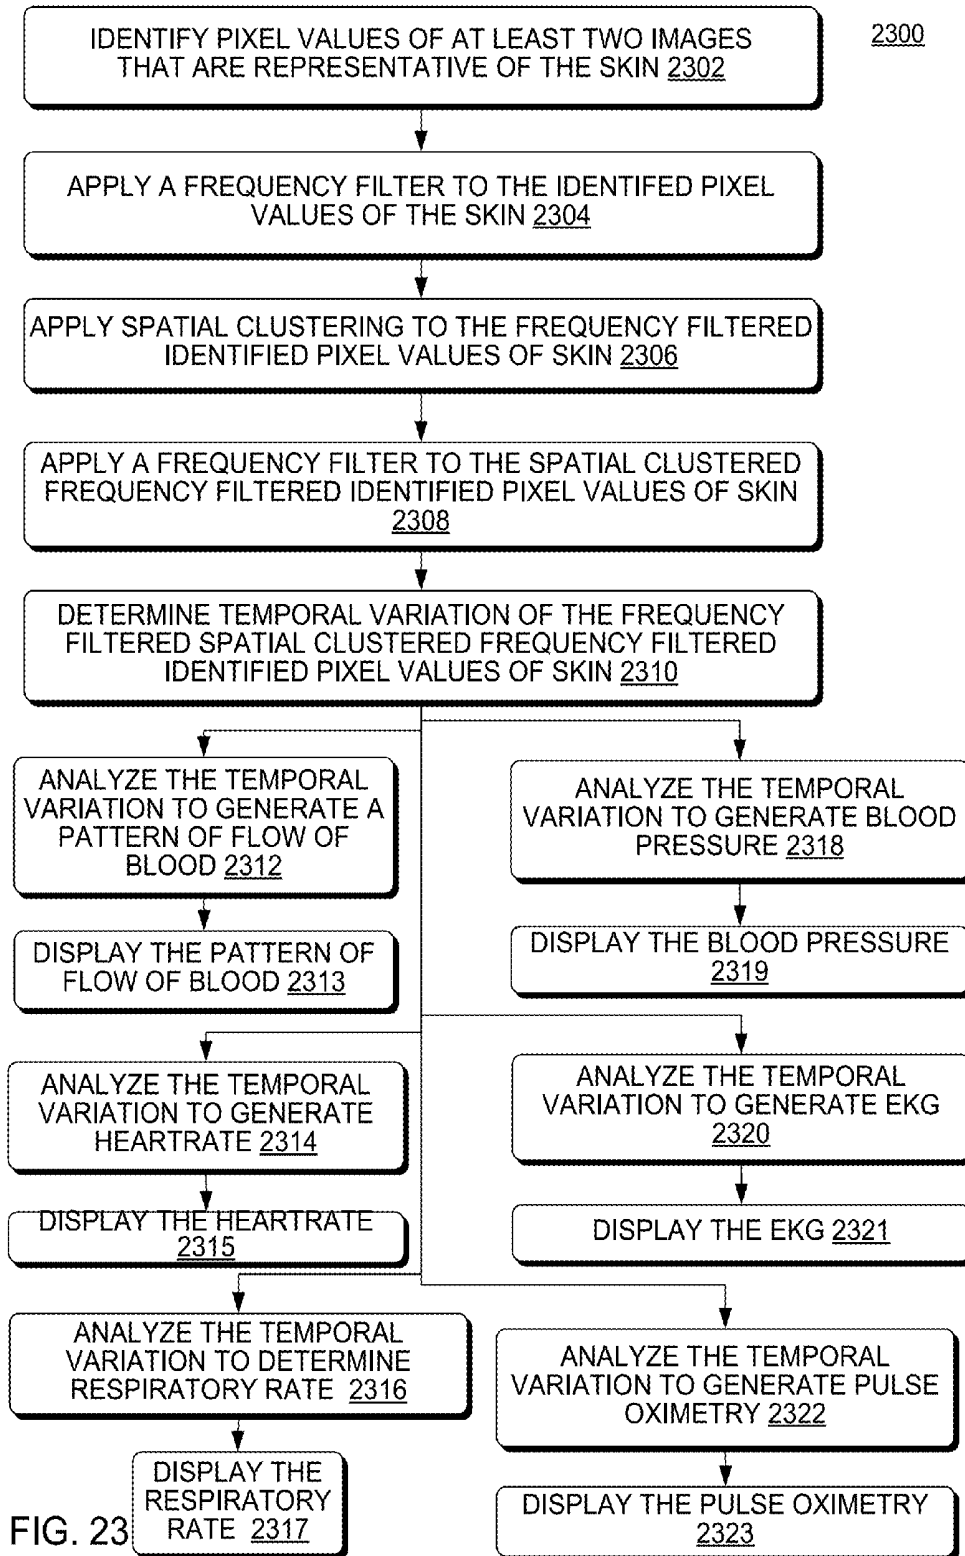 2300
IDENTIFY PIXEL VALUES OF AT LEAST TWO IMAGES
THAT ARE REPRESENTATIVE OF THE SKIN 2302
APPLY A FREQUENCY FILTER TO THE IDENTIFED PIXEL
VALUES OF THE SKIN 2304
APPLY SPATIAL CLUSTERING TO THE FREQUENCY FILTERED
IDENTIFIED PIXEL VALUES OF SKIN 2306
APPLY A FREQUENCY FILTER TO THE SPATIAL CLUSTERED
FREQUENCY FILTERED IDENTIFIED PIXEL VALUES OF SKIN
2308
DETERMINE TEMPORAL VARIATION OF THE FREQUENCY
FILTERED SPATIAL CLUSTERED FREQUENCY FILTERED
IDENTIFIED PIXEL VALUES OF SKIN 2310
ANALYZE THE TEMPORAL
VARIATION TO GENERATE A
PATTERN OF FLOW OF
BLOOD 2312
DISPLAY THE PATTERN OF
FLOW OF BLOOD 2313
ANALYZE THE TEMPORAL
VARIATION TO GENERATE BLOOD
PRESSURE 2318
DISPLAY THE BLOOD PRESSURE
2319
ANALYZE THE TEMPORAL
VARIATION TO GENERATE
HEARTRATE 2314
DISPLAY THE HEARTRATE
2315
ANALYZE THE TEMPORAL
VARIATION TO GENERATE EKG
2320
DISPLAY THE EKG 2321
ANALYZE THE TEMPORAL
VARIATION TO DETERMINE
RESPIRATORY RATE 2316
DISPLAY THE
RESPIRATORY
RATE 2317
ANALYZE THE TEMPORAL
VARIATION TO GENERATE PULSE
OXIMETRY 2322
DISPLAY THE PULSE OXIMETRY
2323
FIG. 23